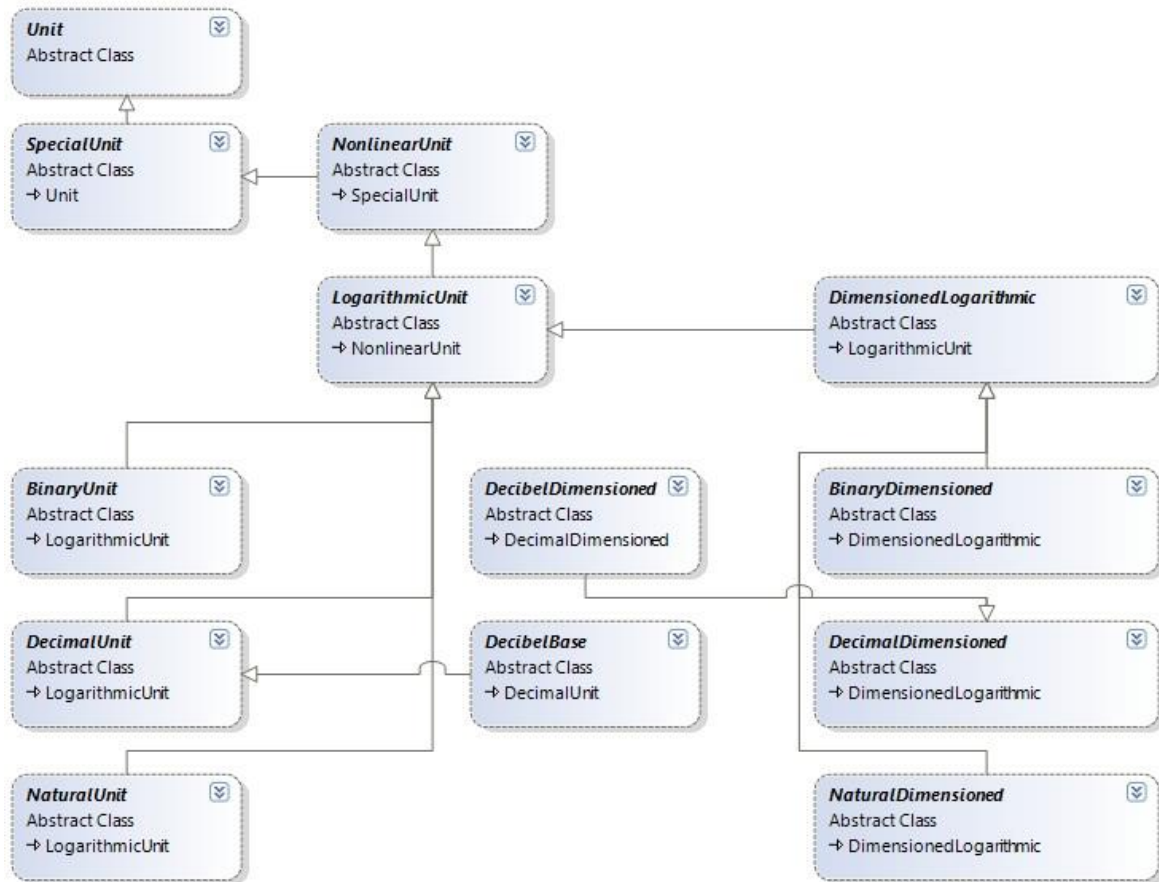 Unit
Abstract Class
SpecialUnit
Abstract Class
Unit
NonlinearUnit
Abstract Class
SpecialUnit
LogarithmicUnit
Abstract Class
NonlinearUnit
DimensionedLogarithmic
Abstract Class
LogarithmicUnit
BinaryUnit
Abstract Class
LogarithmicUnit
DecibelDimensioned
Abstract Class
DecimalDimensioned
BinaryDimensioned
Abstract Class
DimensionedLogarithmic
DecimalUnit
Abstract Class
LogarithmicUnit
DecibelBase
Abstract Class
DecimalUnit
DecimalDimensioned
Abstract Class
DimensionedLogarithmic
NaturalUnit
Abstract Class
LogarithmicUnit
NaturalDimensioned
Abstract Class
DimensionedLogarithmic